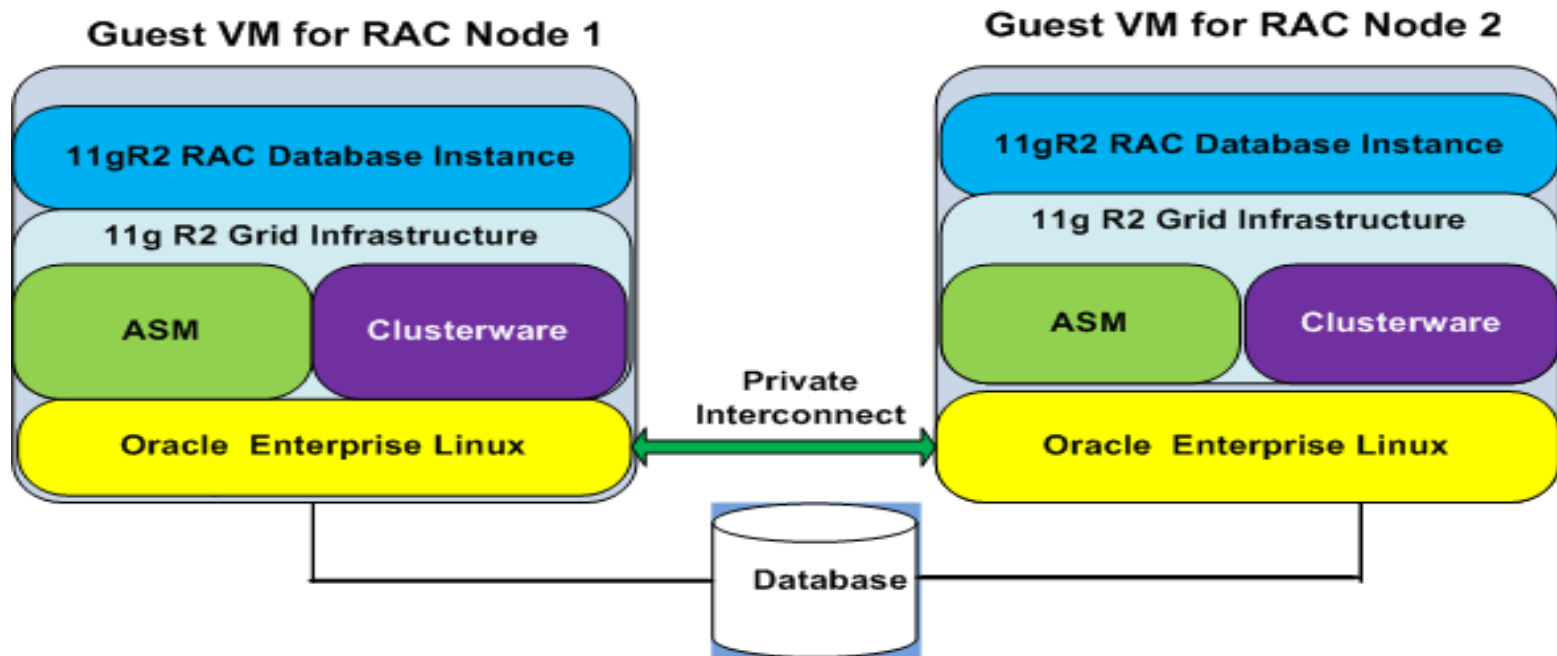 Guest VM for RAC Node 1
11gR2 RAC Database Instance
11g R2 Grid Infrastructure
ASM
Clusterware
Oracle Enterprise Linux
Private
Interconnect
Guest VM for RAC Node 2
11gR2 RAC Database Instance
11g R2 Grid Infrastructure
ASM
Clusterware
Oracle Enterprise Linux
Database